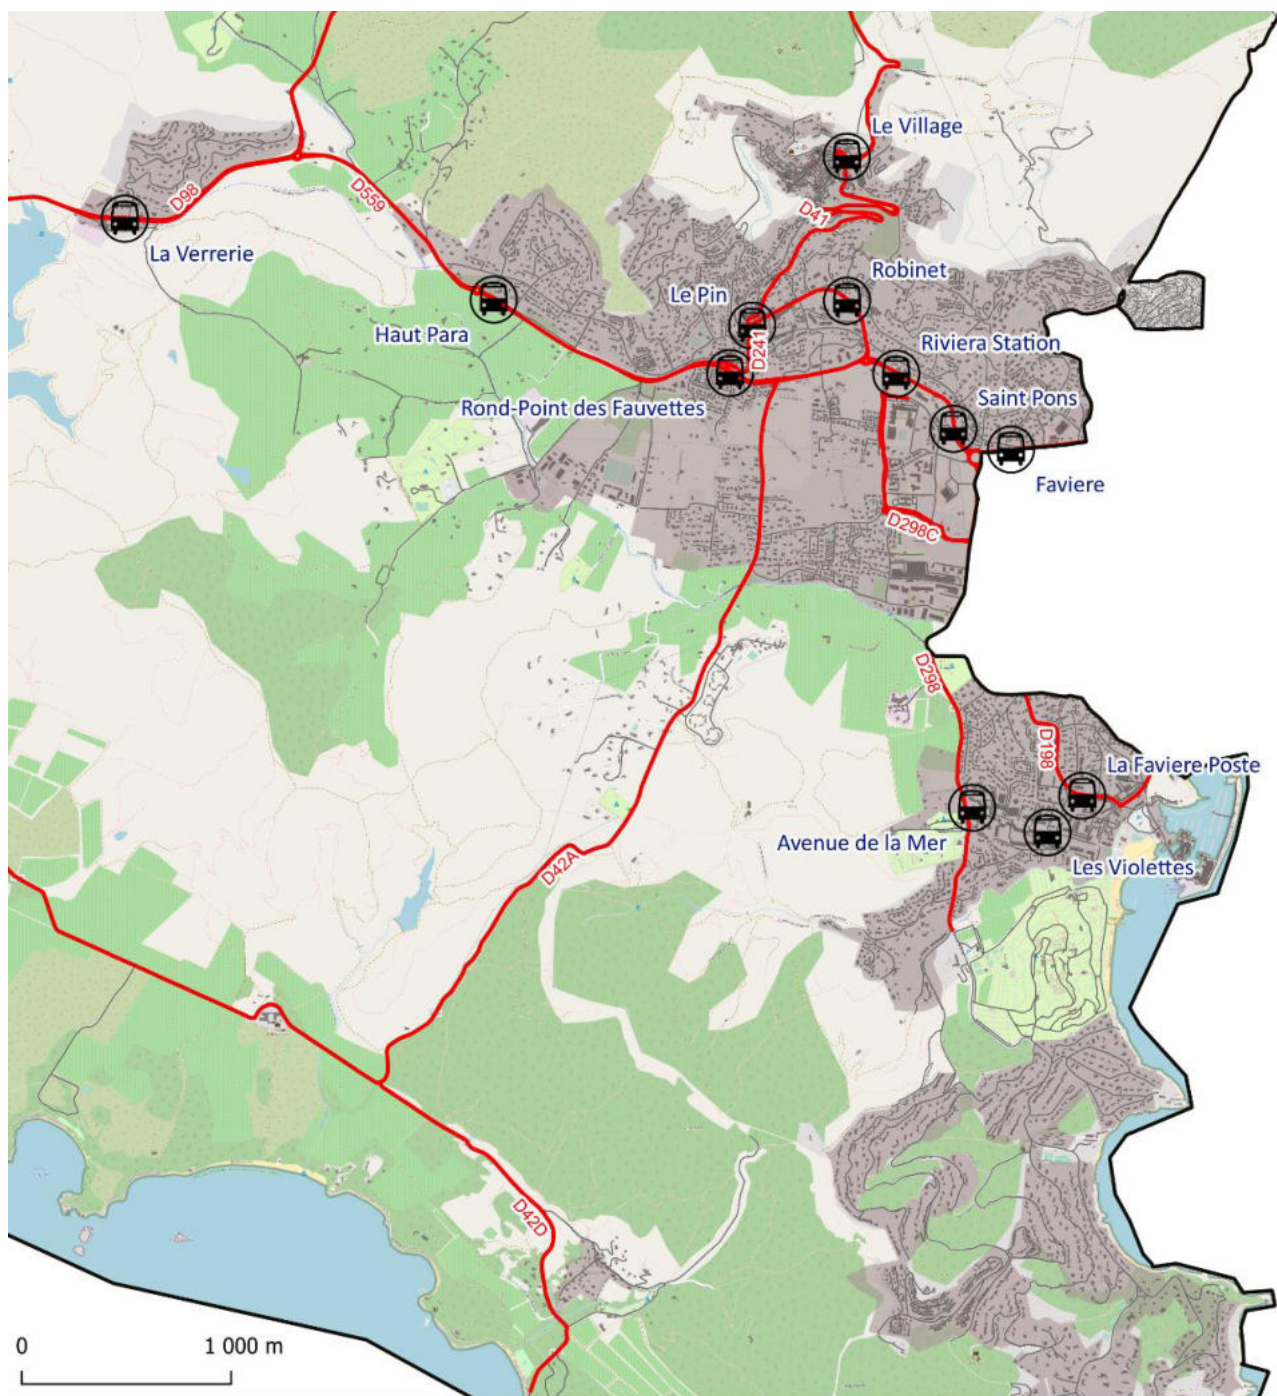 Le Village
D98
D559
D41
La Verrerie
Robinet
Le Pin
Haut Para
D241
Riviera Station
Rond-Point des Fauvettes
Saint Pons
Faviere
D298C
D298
D198
La Faviere Poste
Avenue de la Mer
Les Violettes
D42A
D42D
0 1 000 m